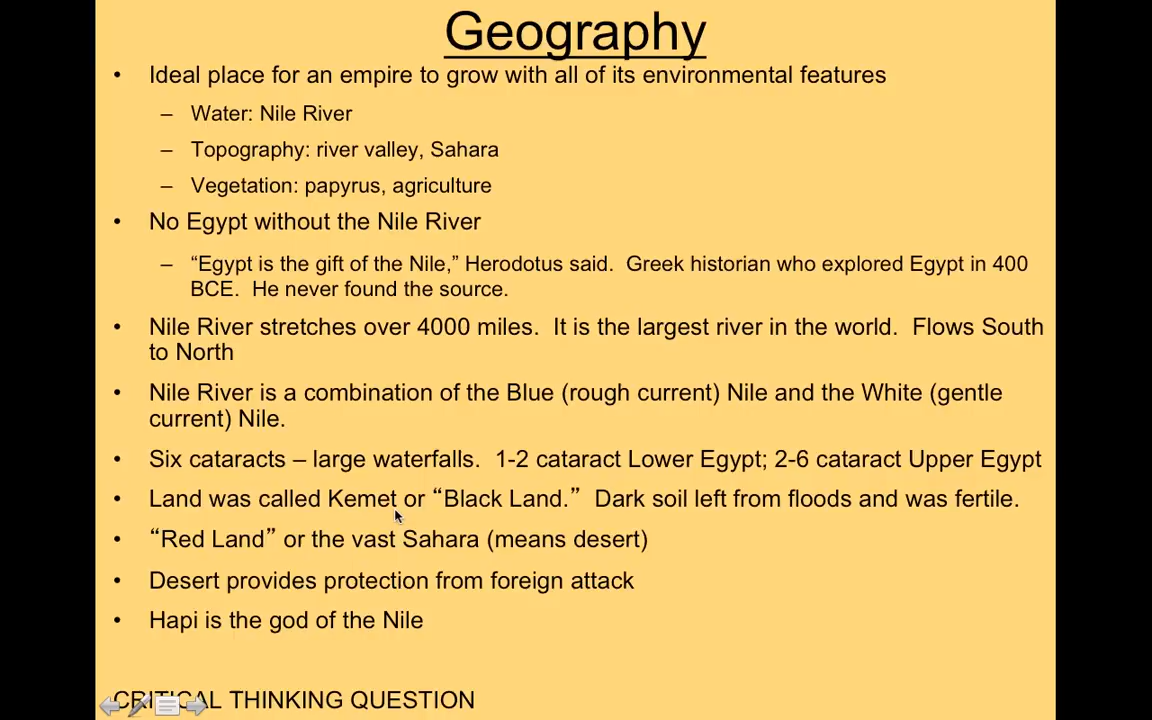 Geography
• Ideal place for an empire to grow with all of its environmental features
– Water: Nile River
– Topography: river valley, Sahara
– Vegetation: papyrus, agriculture
• No Egypt without the Nile River
– “Egypt is the gift of the Nile,” Herodotus said.  Greek historian who explored Egypt in 400
BCE.  He never found the source.
• Nile River stretches over 4000 miles.  It is the largest river in the world.  Flows South
to North
• Nile River is a combination of the Blue (rough current) Nile and the White (gentle
current) Nile.
• Six cataracts – large waterfalls.  1-2 cataract Lower Egypt; 2-6 cataract Upper Egypt
• Land was called Kemet or “Black Land.”  Dark soil left from floods and was fertile.
• “Red Land” or the vast Sahara (means desert)
• Desert provides protection from foreign attack
• Hapi is the god of the Nile
CRITICAL THINKING QUESTION